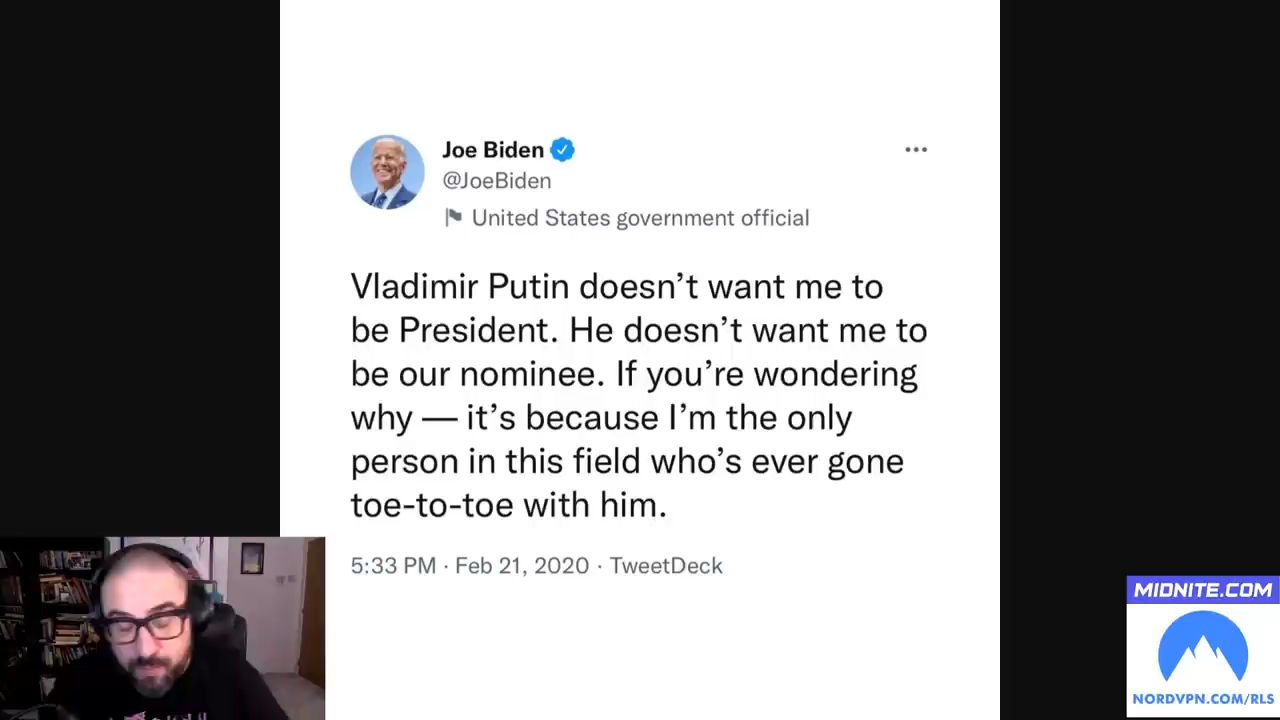 Joe Biden
@JoeBiden
United States government official
Vladimir Putin doesn’t want me to
be President. He doesn’t want me to
be our nominee. If you’re wondering
why — it’s because I’m the only
person in this field who’s ever gone
toe-to-toe with him.
5:33 PM · Feb 21, 2020 · TweetDeck
MIDNITE.COM
NORDVPN.COM/RLS